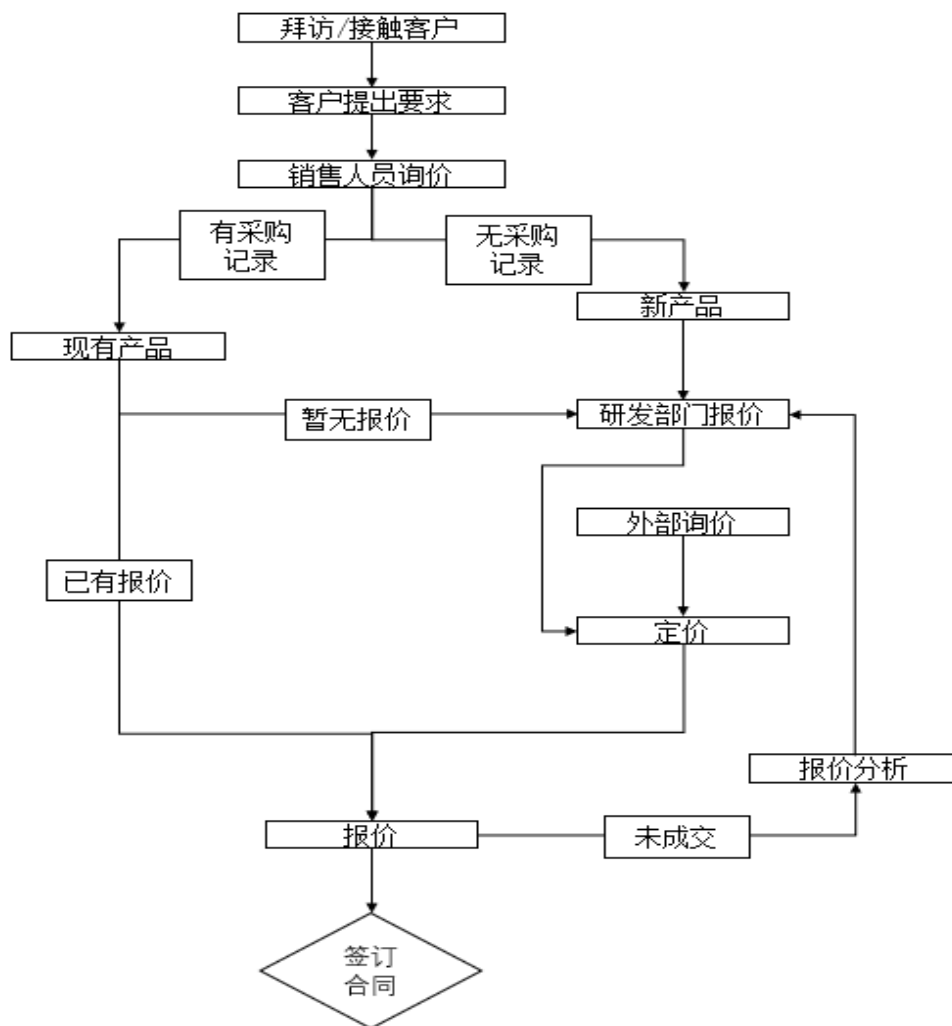 拜访/接触客户
客户提出要求
销售人员询价
有采购
记录
无采购
记录
新产品
现有产品
暂无报价
研发部门报价
外部询价
已有报价
定价
报价分析
报价
未成交
签订
合同